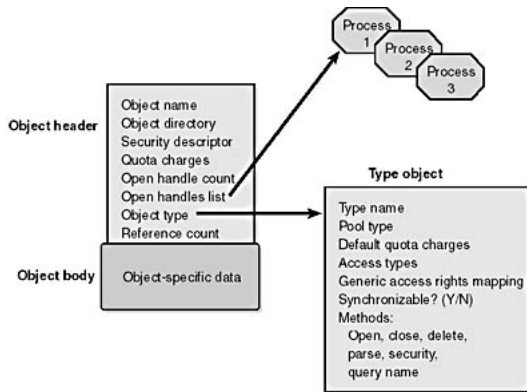 Process
1
Process
2
Process
3
Object header
Object name
Object directory
Security descriptor
Quota charges
Open handle count
Open handles list
Object type
Reference count
Object body
Object-specific data
Type object
Type name
Pool type
Default quota charges
Access types
Generic access rights mapping
Synchronizable? (Y/N)
Methods:
Open, close, delete,
parse, security,
query name